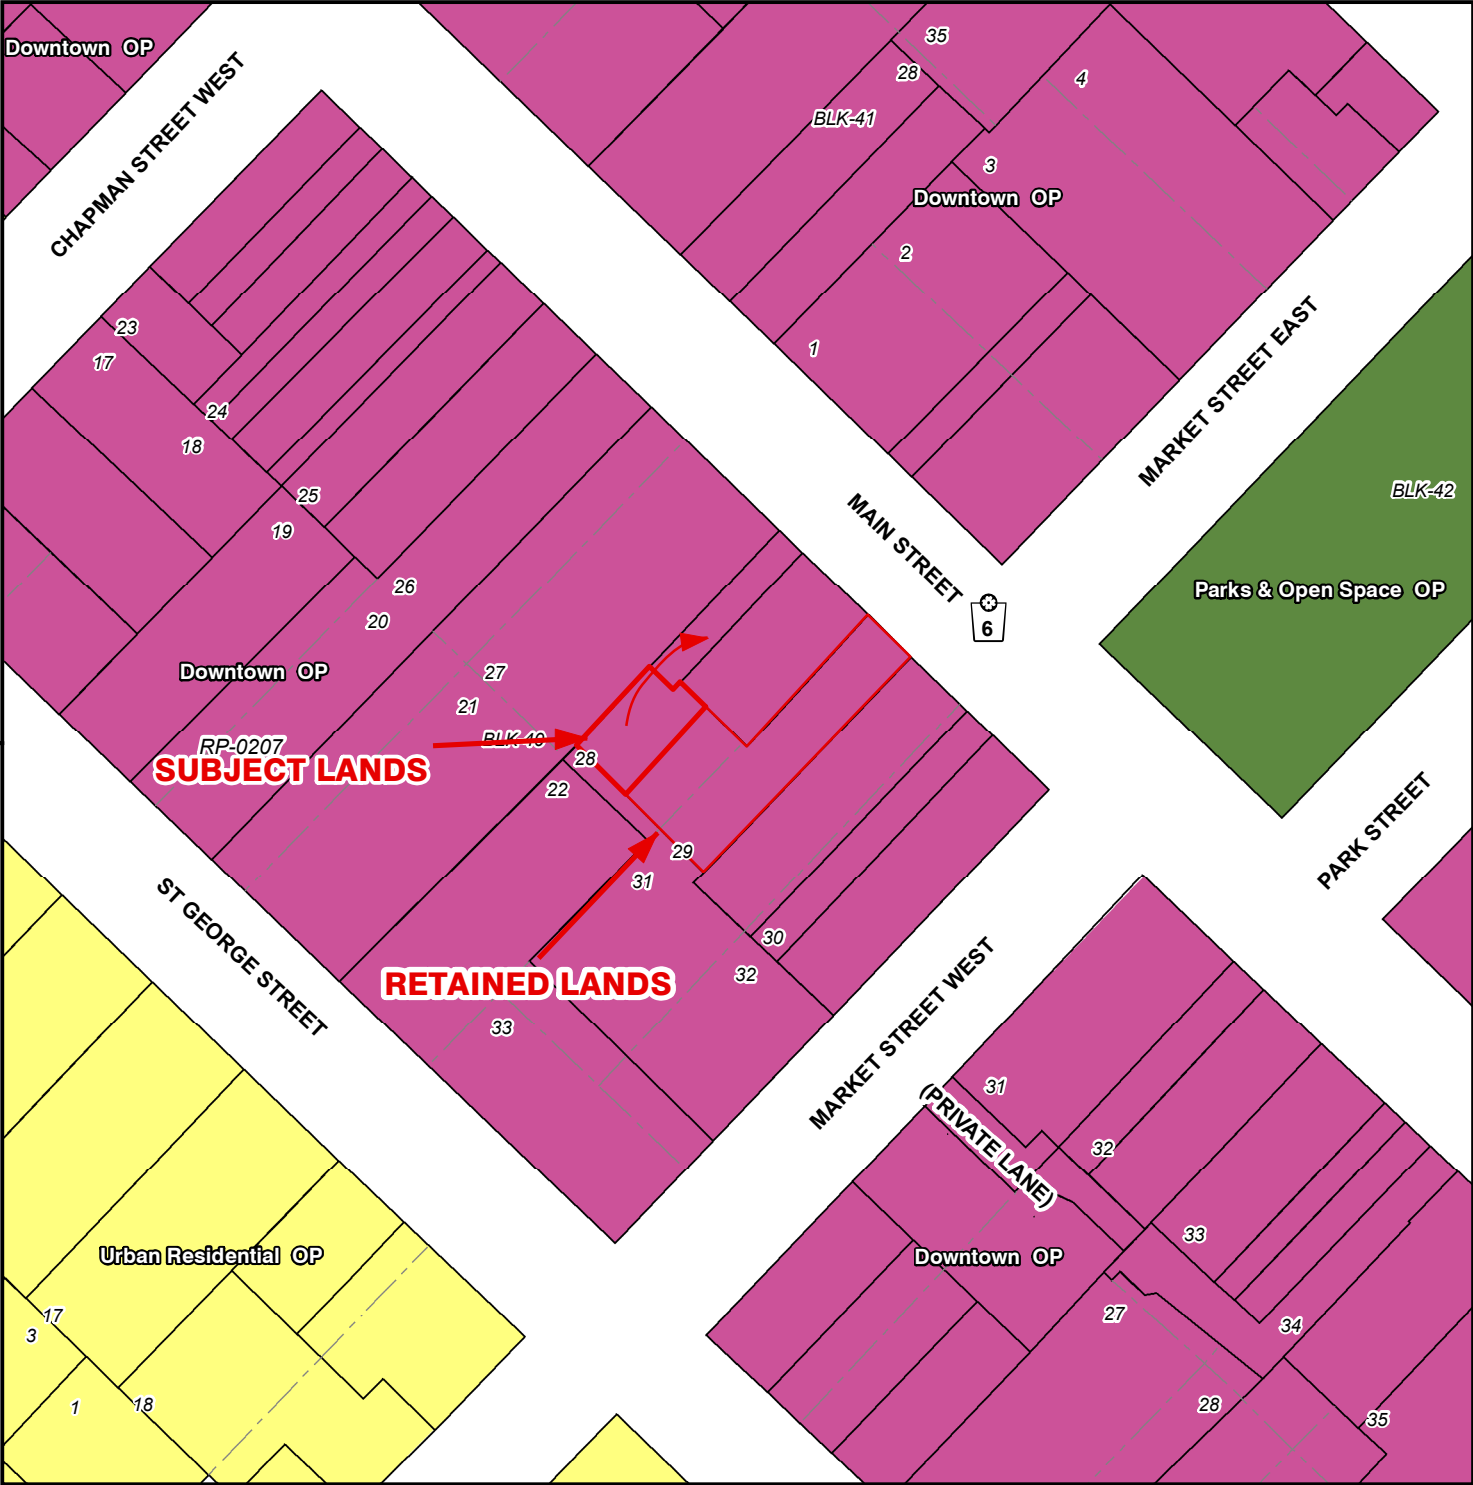 Downtown OP
CHAPMAN STREET WEST
35
28
4
BLK-41
3
Downtown OP
2
1
23
17
24
18
25
19
26
20
27
21
MARKET STREET EAST
BLK-42
MAIN STREET
6
Parks & Open Space OP
Downtown OP
RP-0207
BLK-40
SUBJECT LANDS
28
22
29
31
30
32
RETAINED LANDS
33
PARK STREET
ST GEORGE STREET
MARKET STREET WEST
(PRIVATE LANE)
31
32
33
Downtown OP
27
34
28
35
Urban Residential OP
17
3
1
18